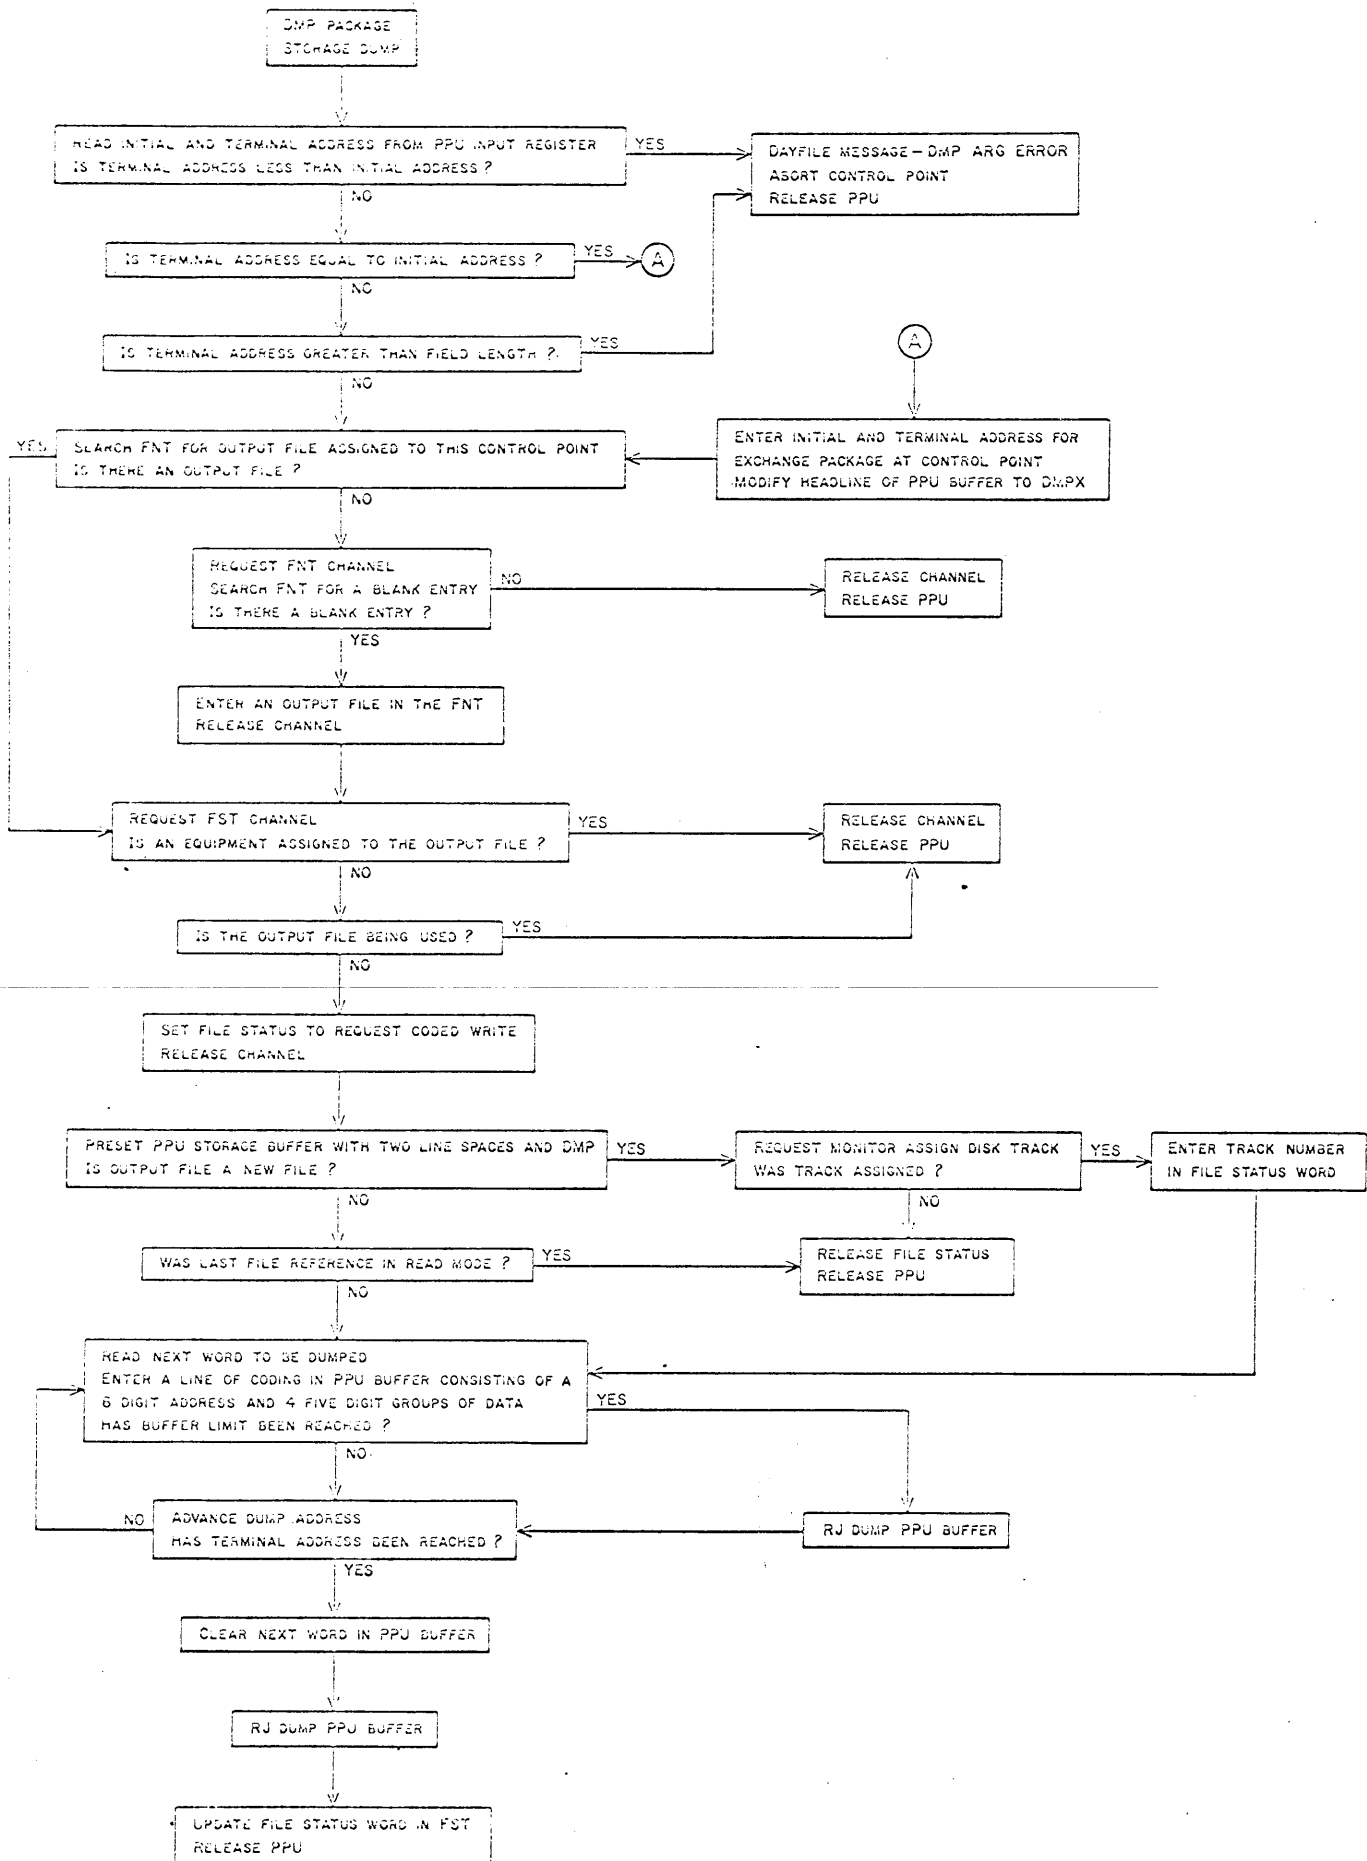 DMP PACKAGE
STORAGE DUMP
READ INITIAL AND TERMINAL ADDRESS FROM PPU INPUT REGISTER
IS TERMINAL ADDRESS LESS THAN INITIAL ADDRESS ?
YES
DAYFILE MESSAGE - DMP ARG ERROR
ABORT CONTROL POINT
RELEASE PPU
NO
IS TERMINAL ADDRESS EQUAL TO INITIAL ADDRESS ?
YES
A
NO
IS TERMINAL ADDRESS GREATER THAN FIELD LENGTH ?
YES
A
NO
YES
SEARCH FNT FOR OUTPUT FILE ASSIGNED TO THIS CONTROL POINT
IS THERE AN OUTPUT FILE ?
ENTER INITIAL AND TERMINAL ADDRESS FOR
EXCHANGE PACKAGE AT CONTROL POINT
MODIFY HEADLINE OF PPU BUFFER TO DMPX
NO
REQUEST FNT CHANNEL
SEARCH FNT FOR A BLANK ENTRY
IS THERE A BLANK ENTRY ?
NO
RELEASE CHANNEL
RELEASE PPU
YES
ENTER AN OUTPUT FILE IN THE FNT
RELEASE CHANNEL
REQUEST FST CHANNEL
IS AN EQUIPMENT ASSIGNED TO THE OUTPUT FILE ?
YES
RELEASE CHANNEL
RELEASE PPU
NO
IS THE OUTPUT FILE BEING USED ?
YES
NO
SET FILE STATUS TO REQUEST CODED WRITE
RELEASE CHANNEL
PRESET PPU STORAGE BUFFER WITH TWO LINE SPACES AND DMP
IS OUTPUT FILE A NEW FILE ?
YES
REQUEST MONITOR ASSIGN DISK TRACK
WAS TRACK ASSIGNED ?
YES
ENTER TRACK NUMBER
IN FILE STATUS WORD
NO
NO
WAS LAST FILE REFERENCE IN READ MODE ?
YES
RELEASE FILE STATUS
RELEASE PPU
NO
READ NEXT WORD TO BE DUMPED
ENTER A LINE OF CODING IN PPU BUFFER CONSISTING OF A
6 DIGIT ADDRESS AND 4 FIVE DIGIT GROUPS OF DATA
HAS BUFFER LIMIT BEEN REACHED ?
YES
NO
NO
ADVANCE DUMP ADDRESS
HAS TERMINAL ADDRESS BEEN REACHED ?
RJ DUMP PPU BUFFER
YES
CLEAR NEXT WORD IN PPU BUFFER
RJ DUMP PPU BUFFER
UPDATE FILE STATUS WORD IN FST
RELEASE PPU